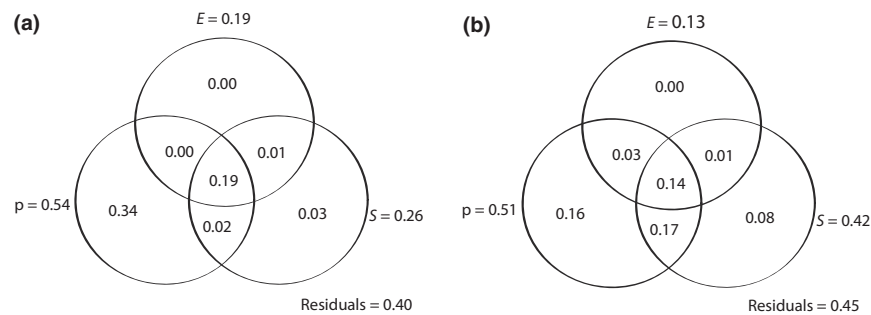 (a)
E = 0.19
0.00
0.00
0.01
0.19
p = 0.54
0.34
0.02
0.03
S = 0.26
Residuals = 0.40
(b)
E = 0.13
0.00
0.03
0.01
0.14
p = 0.51
0.16
0.17
0.08
S = 0.42
Residuals = 0.45